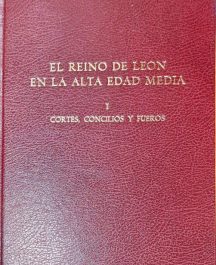 EL REINO DE LEON
EN LA ALTA EDAD MEDIA
I
CORTES, CONCILIOS Y FUEROS